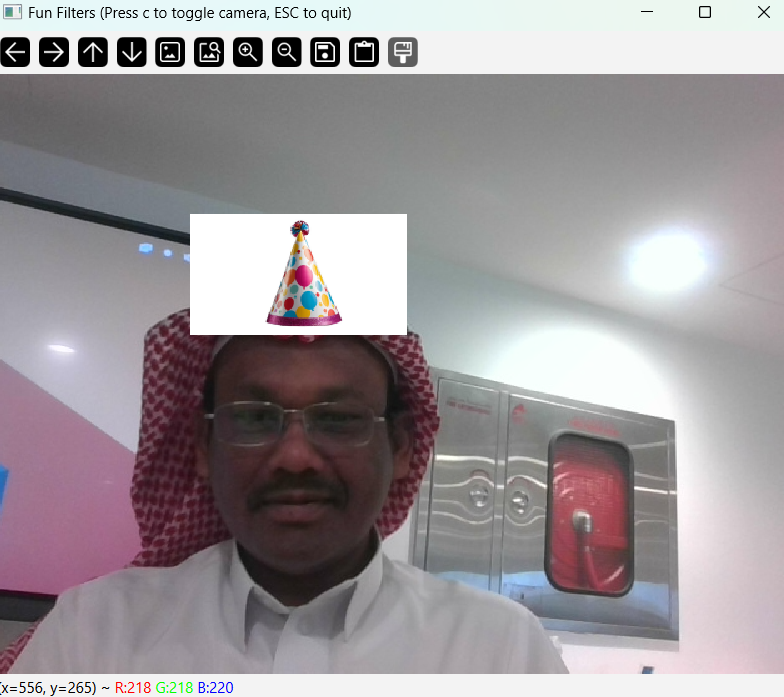 Fun Filters (Press c to toggle camera, ESC to quit)
(x=556, y=265) ~ R:218 G:218 B:220